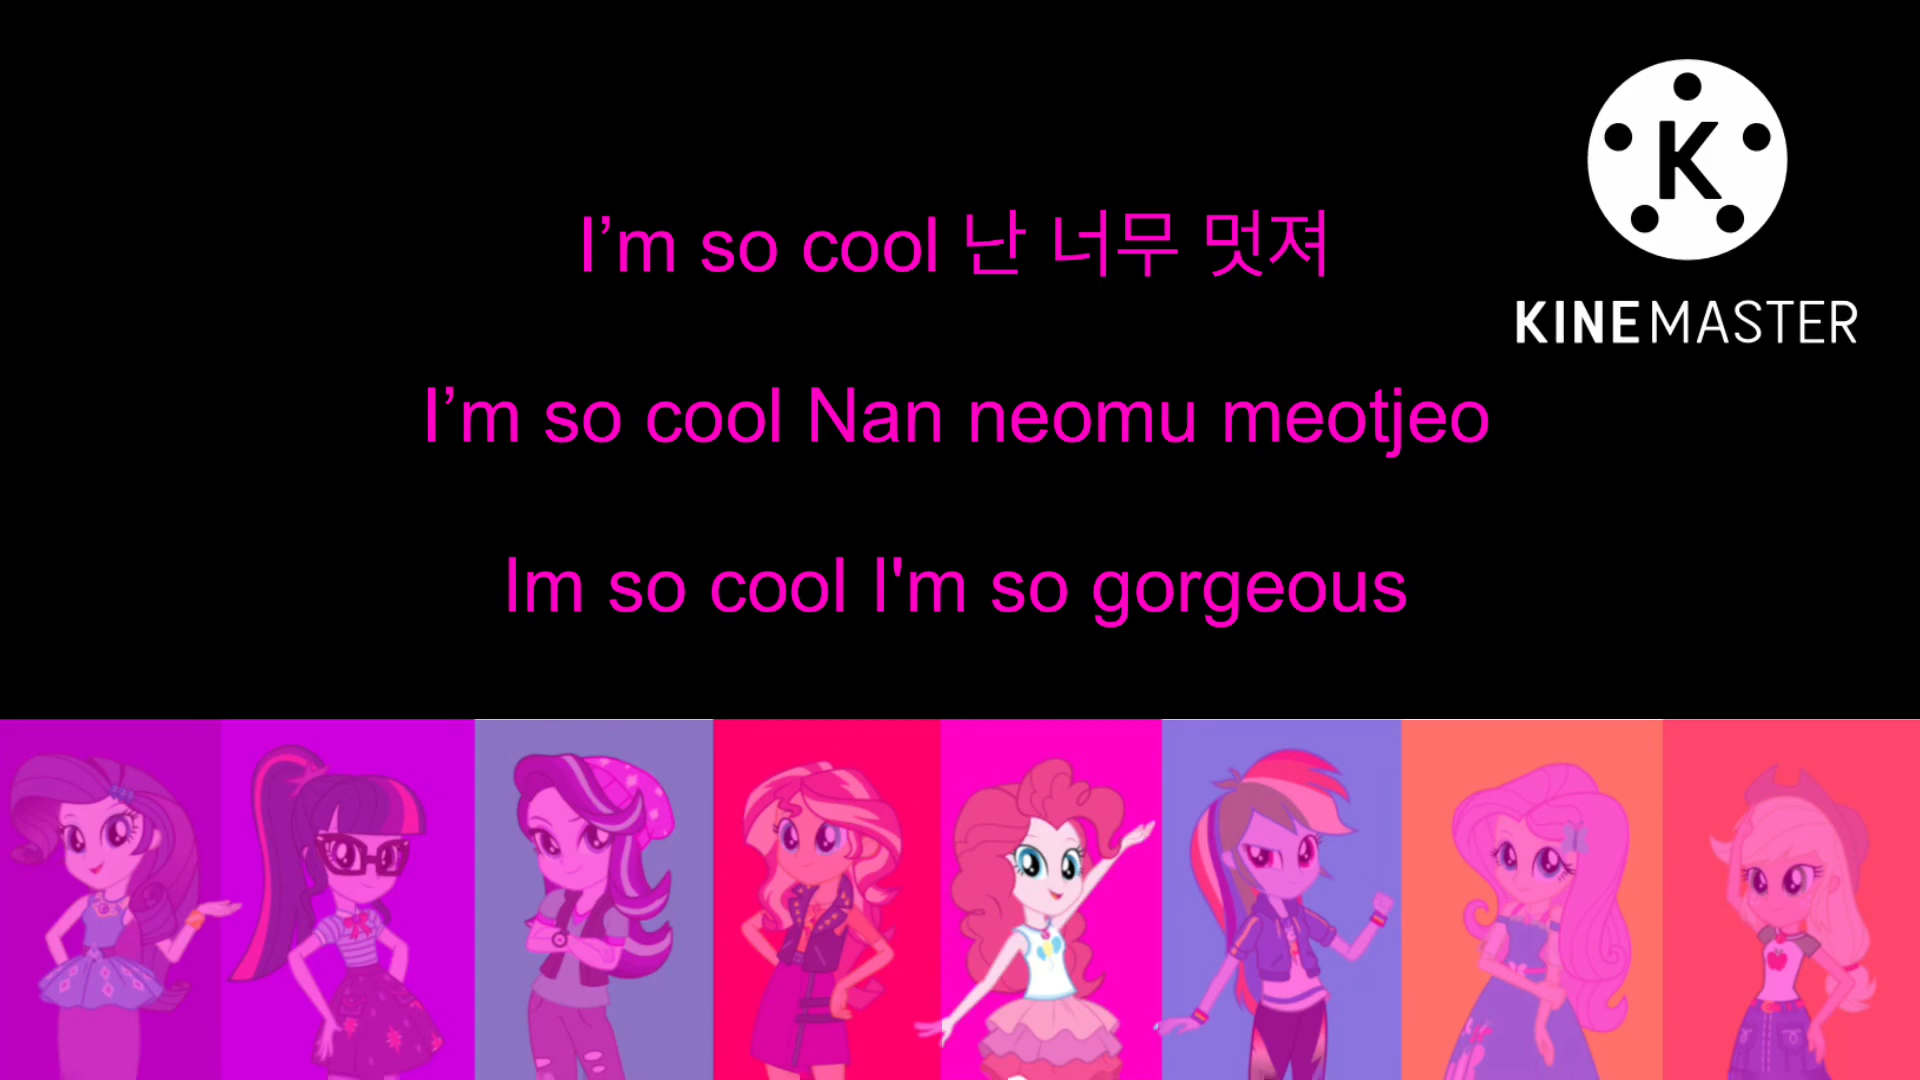 I’m so cool 난 너무 멋져
K
KINEMASTER
I’m so cool Nan neomu meotjeo
Im so cool I'm so gorgeous